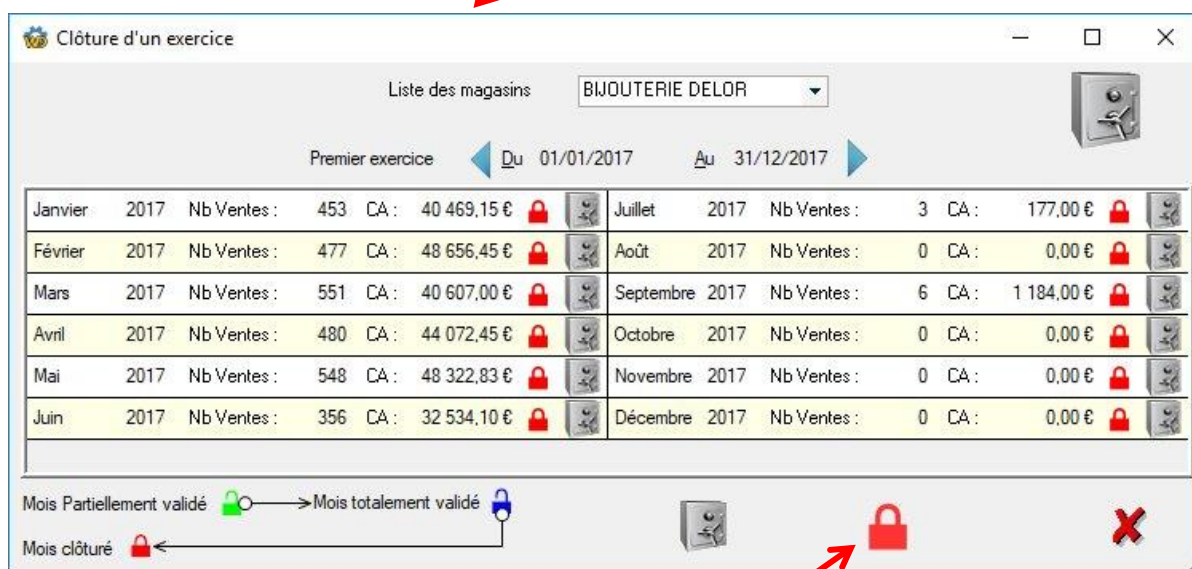 Clôture d'un exercice
Liste des magasins BIJOUTERIE DELOR
Premier exercice Du 01/01/2017 Au 31/12/2017
Janvier 2017 Nb Ventes : 453 CA : 40 469,15 € Juillet 2017 Nb Ventes : 3 CA : 177,00 €
Février 2017 Nb Ventes : 477 CA : 48 656,45 € Août 2017 Nb Ventes : 0 CA : 0,00 €
Mars 2017 Nb Ventes : 551 CA : 40 607,00 € Septembre 2017 Nb Ventes : 6 CA : 1 184,00 €
Avril 2017 Nb Ventes : 480 CA : 44 072,45 € Octobre 2017 Nb Ventes : 0 CA : 0,00 €
Mai 2017 Nb Ventes : 548 CA : 48 322,83 € Novembre 2017 Nb Ventes : 0 CA : 0,00 €
Juin 2017 Nb Ventes : 356 CA : 32 534,10 € Décembre 2017 Nb Ventes : 0 CA : 0,00 €
Mois Partiellement validé Mois totalement validé
Mois clôturé